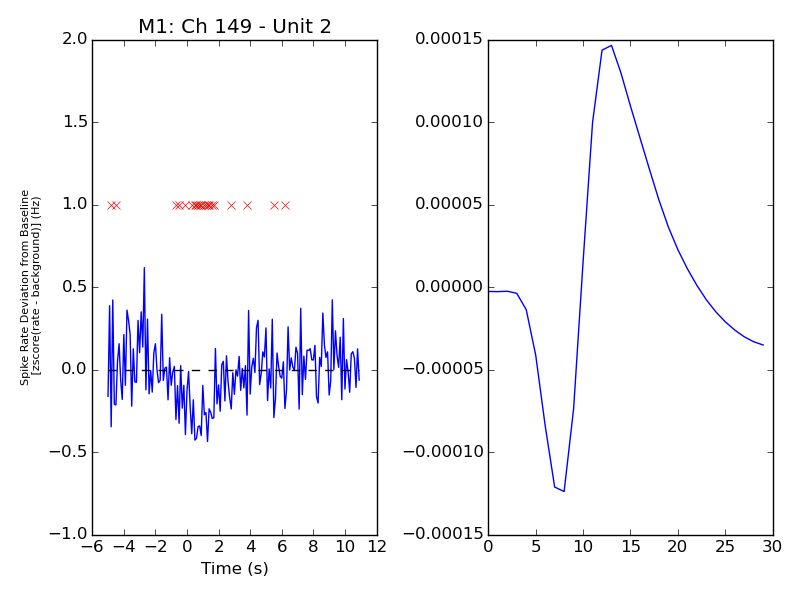 M1: Ch 149 - Unit 2
2.0
1.5
1.0
0.5
0.0
−0.5
−1.0
−6 −4 −2 0 2 4 6 8 10 12
Time (s)
Spike Rate Deviation from Baseline
[zscore(rate - background)] (Hz)
0.00015
0.00010
0.00005
0.00000
−0.00005
−0.00010
−0.00015
0 5 10 15 20 25 30